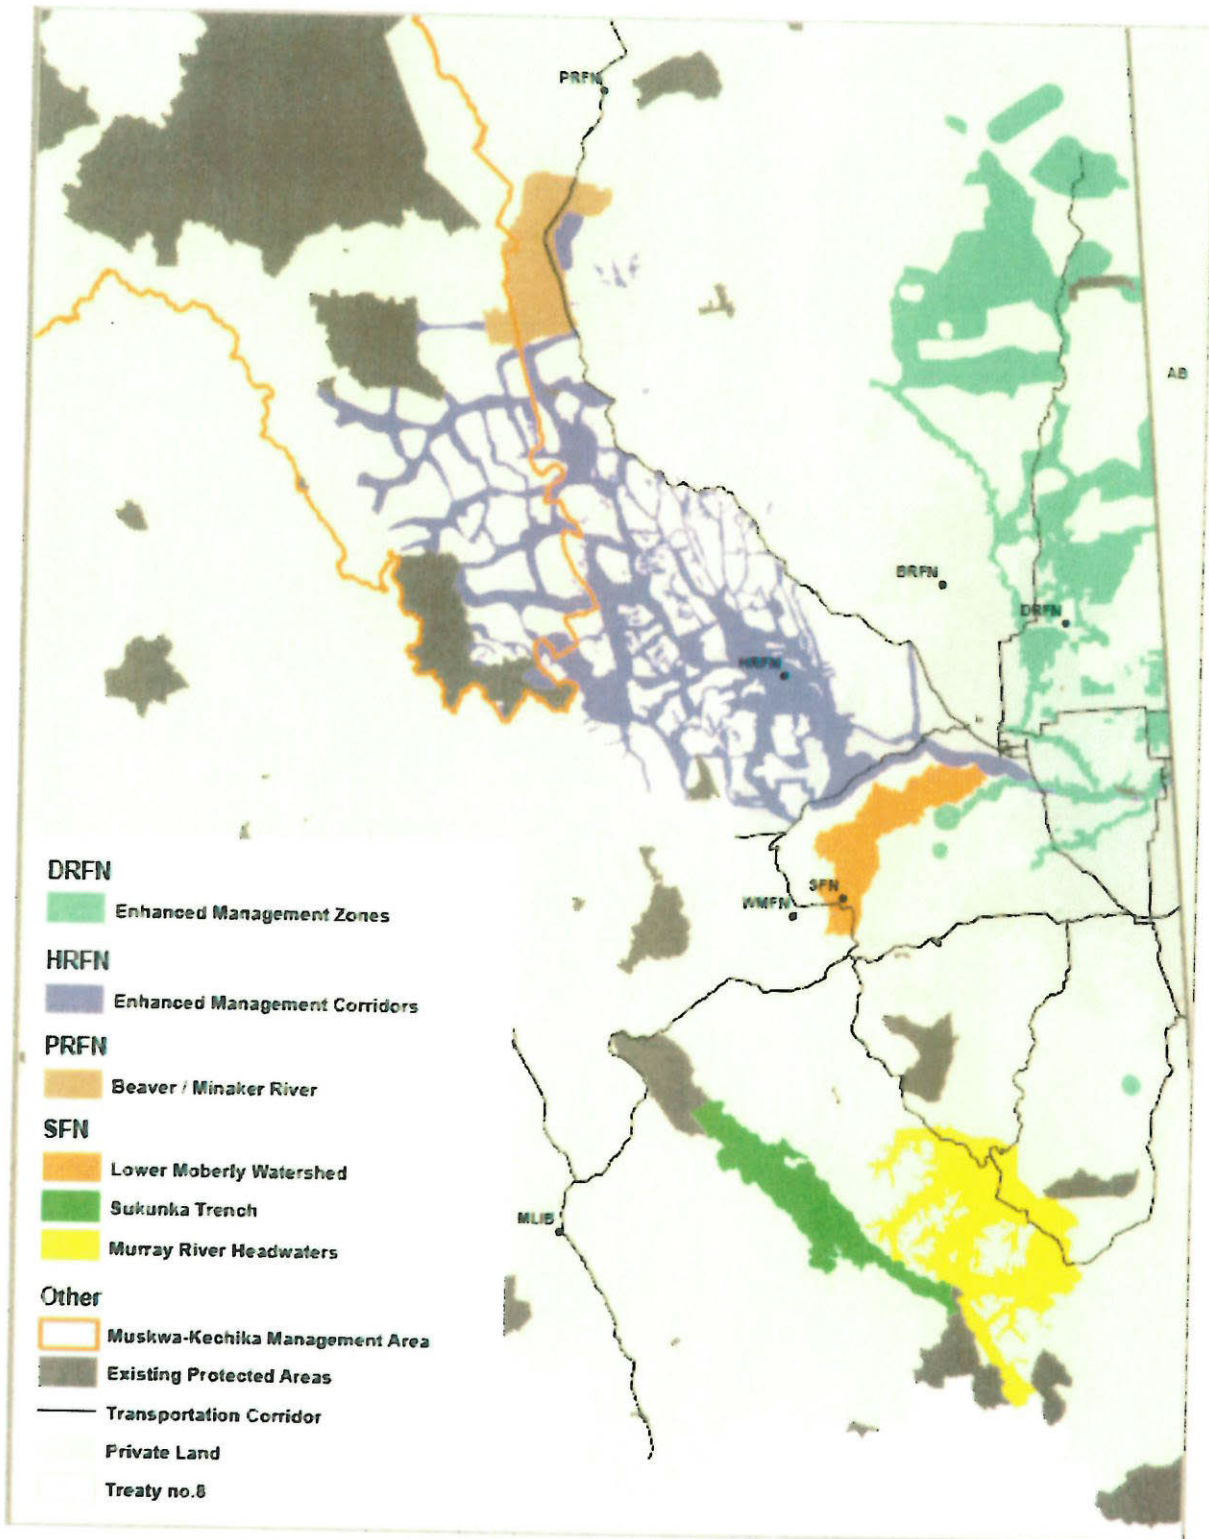 PRFN
AB
BRFN
DRFN
HRFN
SFN
WMFN
MLIB
DRFN
Enhanced Management Zones
HRFN
Enhanced Management Corridors
PRFN
Beaver / Minaker River
SFN
Lower Moberly Watershed
Sukunka Trench
Murray River Headwaters
Other
Muskwa-Kechika Management Area
Existing Protected Areas
Transportation Corridor
Private Land
Treaty no.8